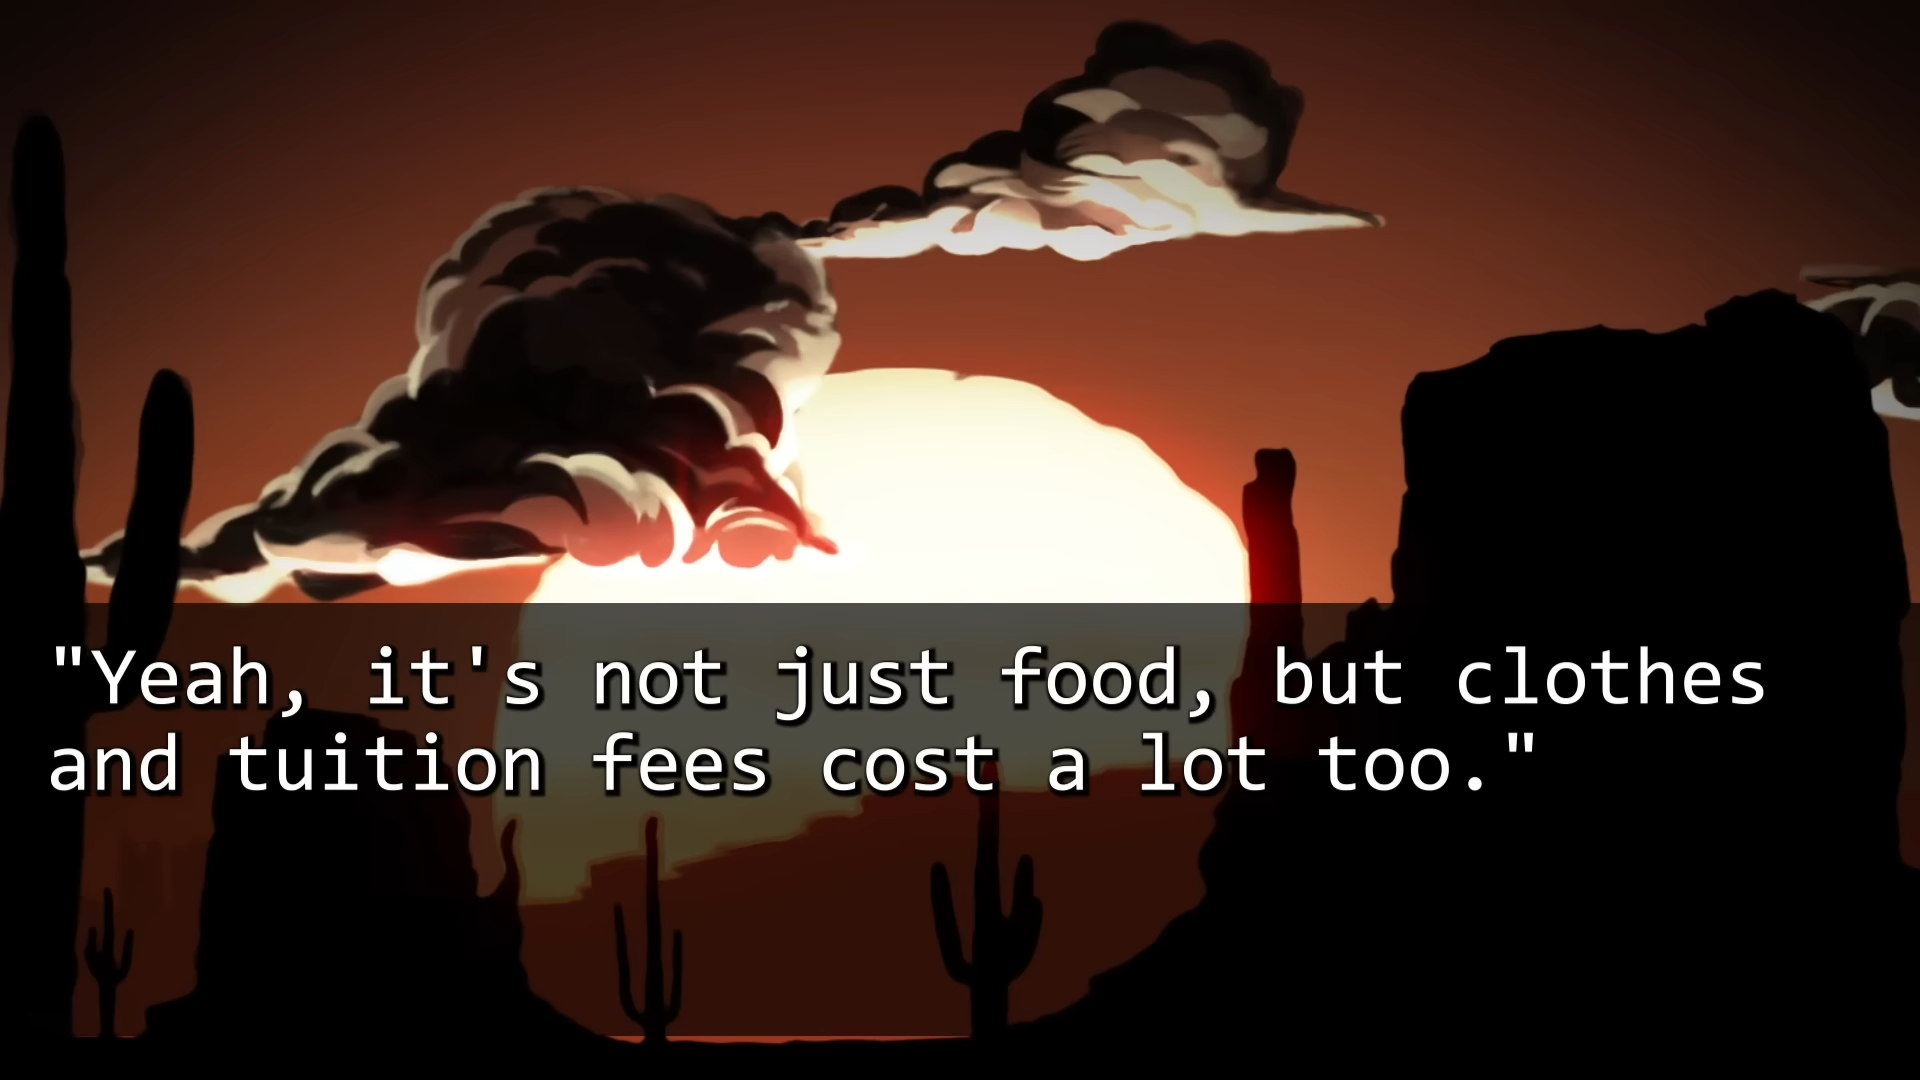 "Yeah, it's not just food, but clothes
and tuition fees cost a lot too."